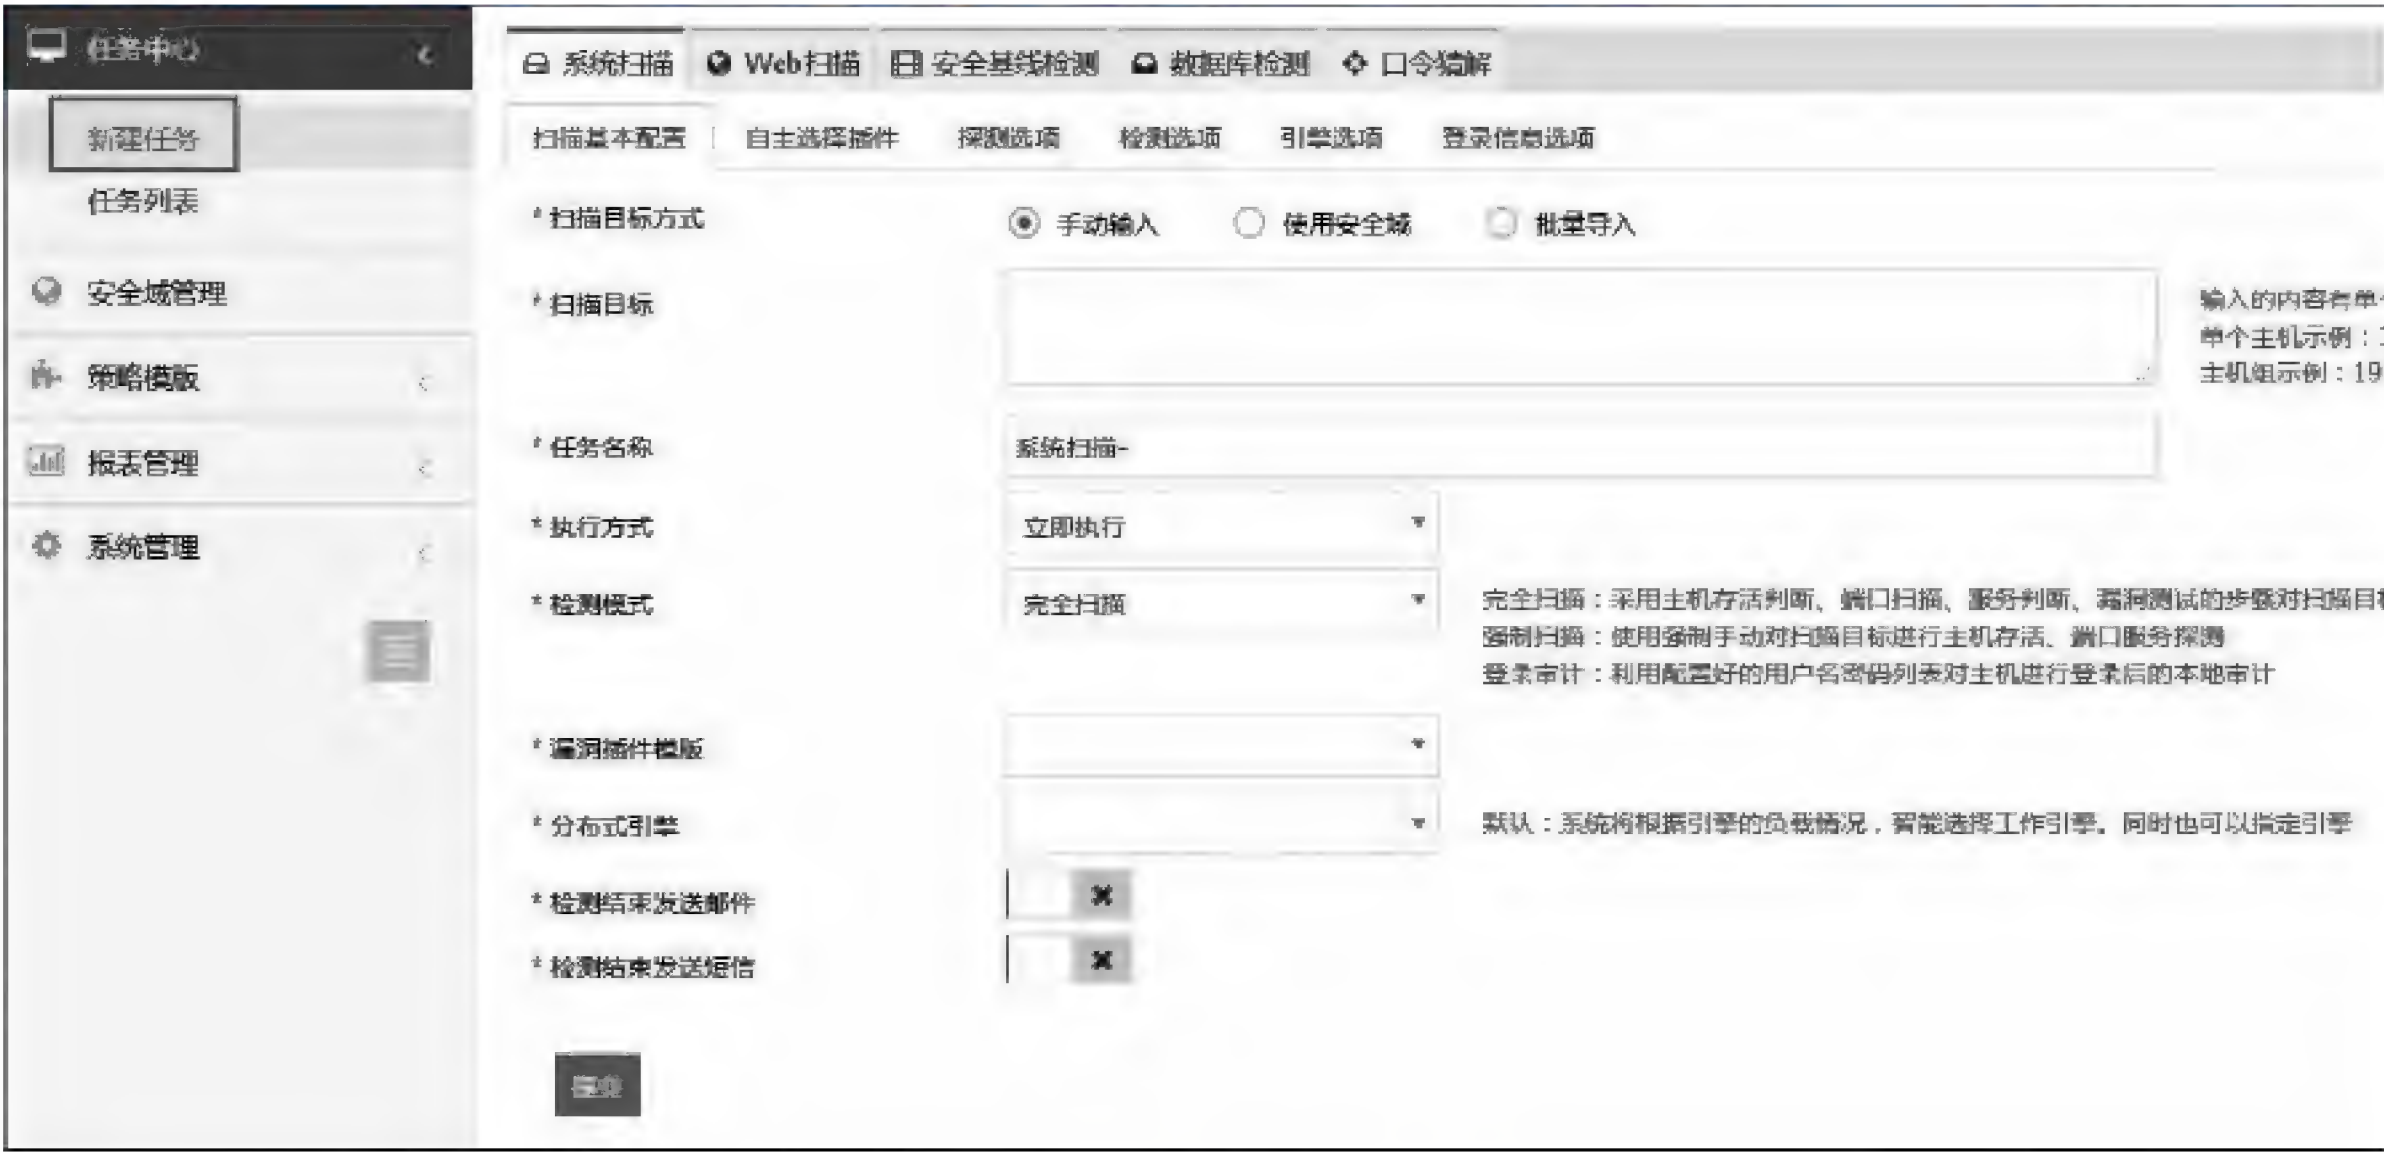 任务中心
新建任务
任务列表
安全域管理
策略模版
报表管理
系统管理
系统扫描 Web扫描 安全基线检测 数据库检测 口令猜解
扫描基本配置 自主选择插件 探测选项 检测选项 引擎选项 登录信息选项
* 扫描目标方式 手动输入 使用安全域 批量导入
* 扫描目标
输入的内容有单
单个主机示例：
主机组示例：19
* 任务名称 系统扫描-
* 执行方式 立即执行
* 检测模式 完全扫描
完全扫描：采用主机存活判断、端口扫描、服务判断、漏洞测试的步骤对扫描目
强制扫描：使用强制手动对扫描目标进行主机存活、端口服务探测
登录审计：利用配置好的用户名密码列表对主机进行登录后的本地审计
* 漏洞插件模版
* 分布式引擎
默认：系统将根据引擎的负载情况，智能选择工作引擎。同时也可以指定引擎
* 检测结束发送邮件
* 检测结束发送短信